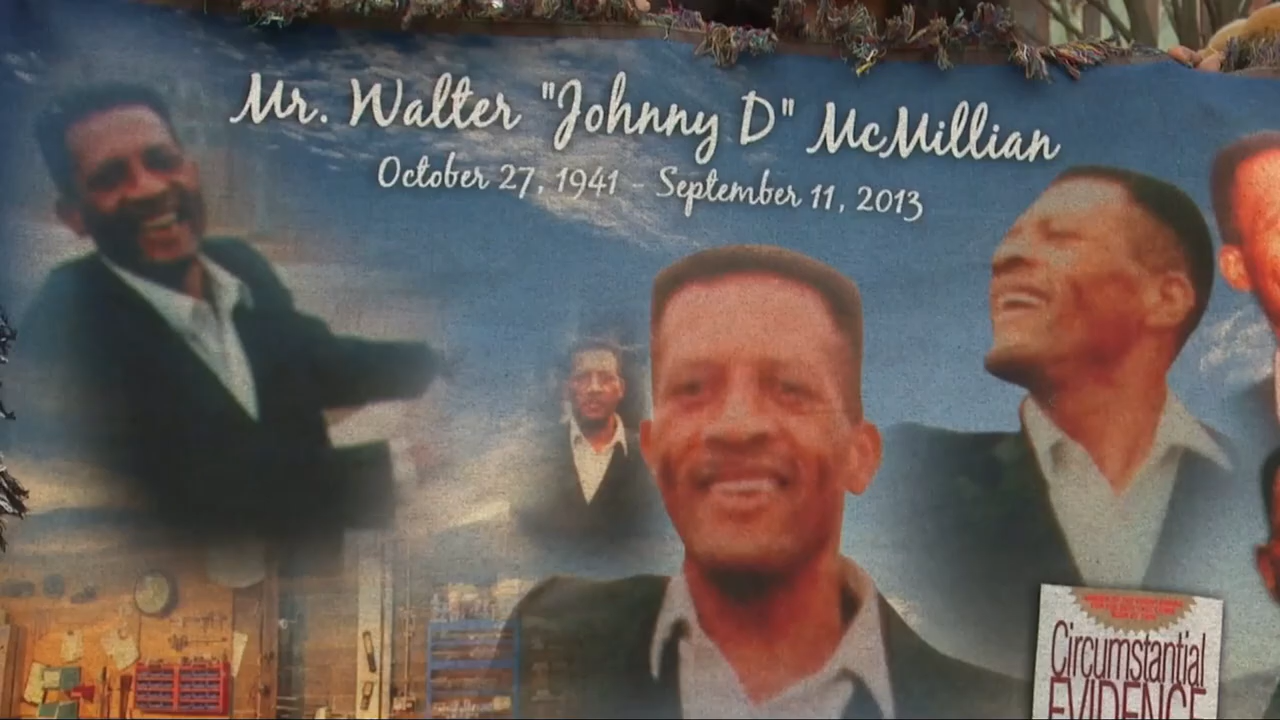 Mr. Walter "Johnny D" McMillian
October 27, 1941 - September 11, 2013
Circumstantial
EVIDENCE